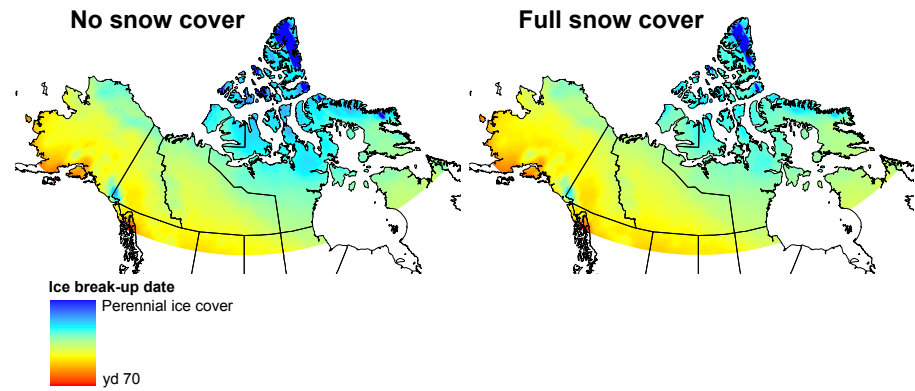 No snow cover
Full snow cover
Ice break-up date
Perennial ice cover
yd 70